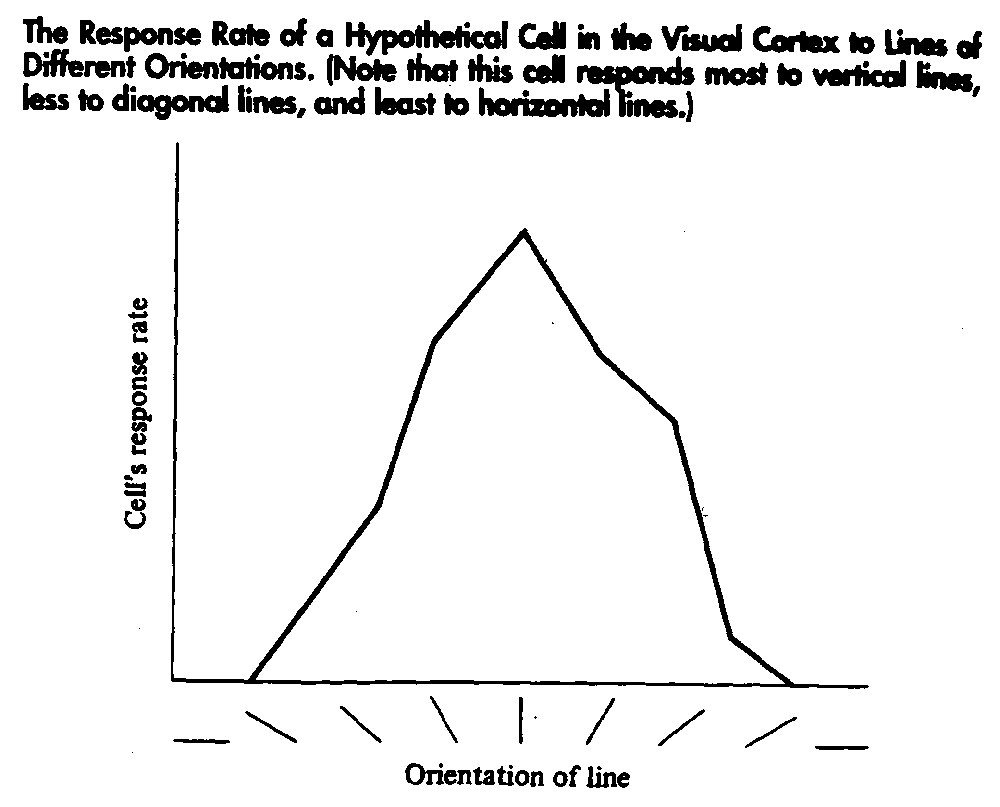 The Response Rate of a Hypothetical Cell in the Visual Cortex to Lines of
Different Orientations. (Note that this cell responds most to vertical lines,
less to diagonal lines, and least to horizontal lines.)
Cell's response rate
Orientation of line